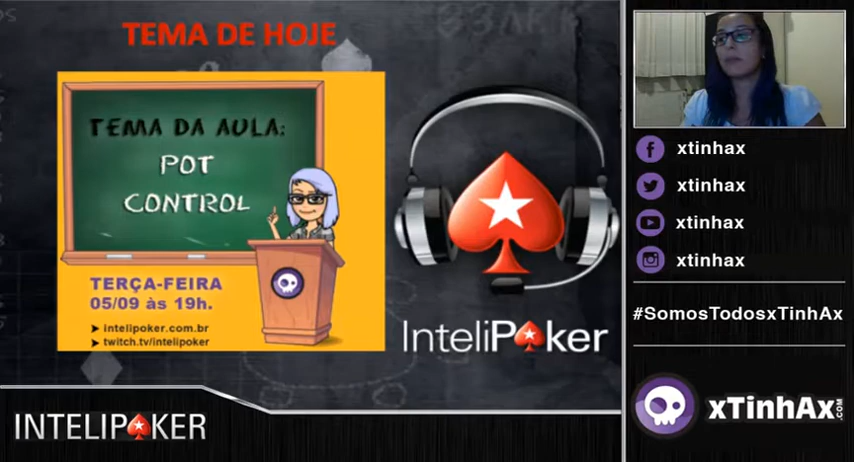 TEMA DE HOJE
TEMA DA AULA:
POT
CONTROL
TERÇA-FEIRA
05/09 às 19h.
➤ intelipoker.com.br
➤ twitch.tv/intelipoker
InteliPoker
INTELIPOKER
xtinhax
xtinhax
xtinhax
xtinhax
#SomosTodosxTinhAx
xTinhAx.COM